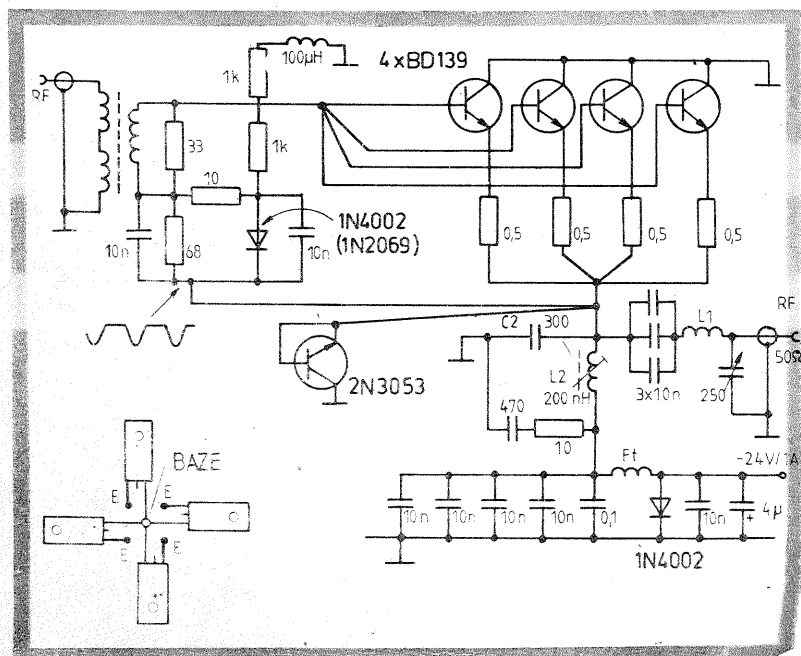 100µH
4xBD139
1k
RF
33
1k
10
10n
68
1N4002
(1N2069)
10n
0,5
0,5
0,5
0,5
C2
300
L1
RF
50Ω
2N3053
L2
200nH
3x10n
250
470
10
BAZE
E
E
E
E
Ft
-24V/1A
10n
10n
10n
10n
0,1
10n
4µ
+
1N4002